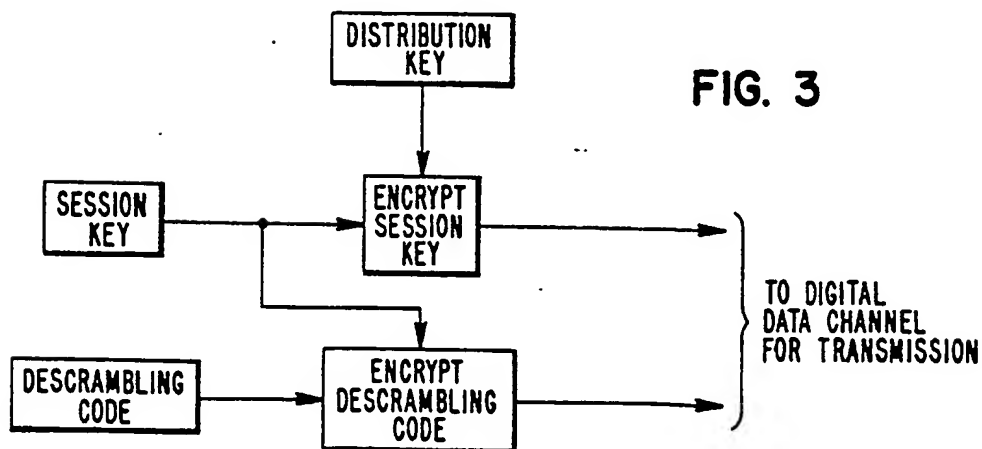 DISTRIBUTION
KEY
FIG. 3
SESSION
KEY
ENCRYPT
SESSION
KEY
TO DIGITAL
DATA CHANNEL
FOR TRANSMISSION
DESCRAMBLING
CODE
ENCRYPT
DESCRAMBLING
CODE